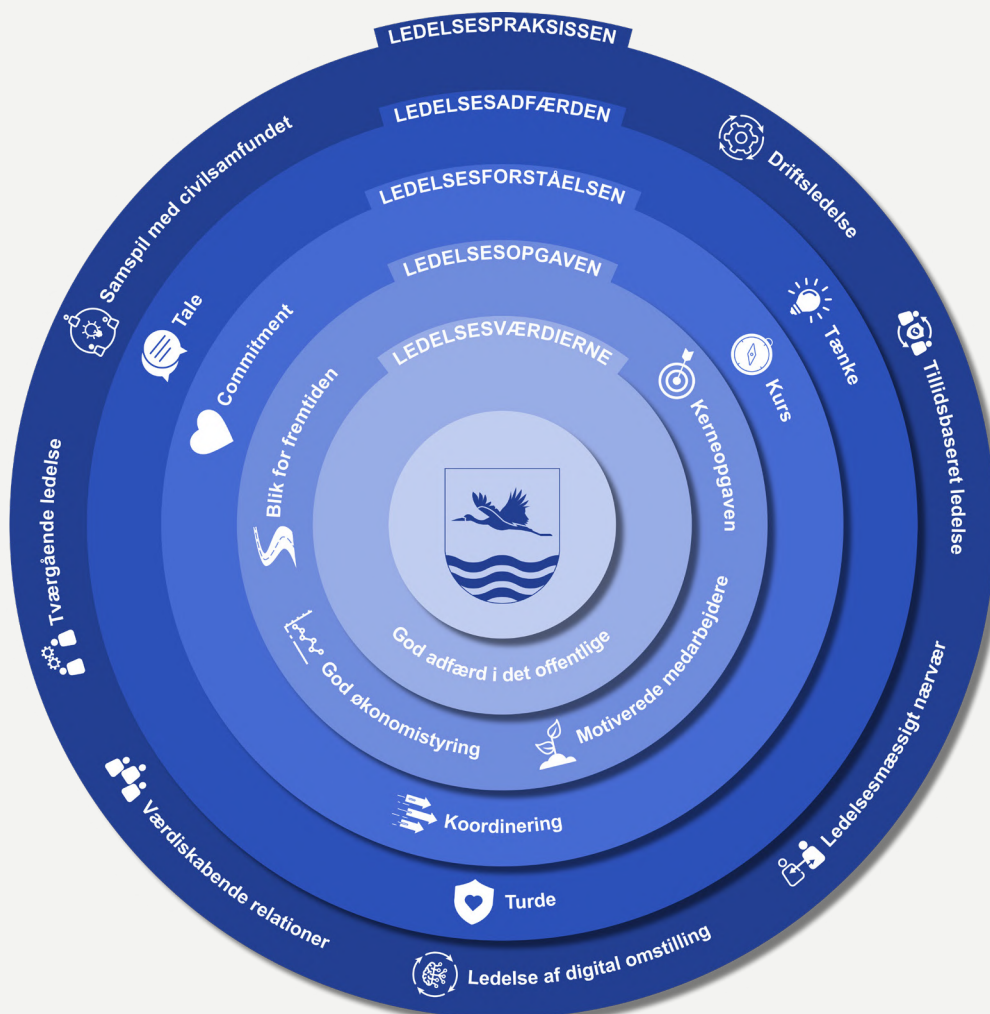 LEDELSESPRAKSISSEN
Driftsledelse
Tillidsbaseret ledelse
Ledelsesmæssigt nærvær
Ledelse af digital omstilling
Værdiskabende relationer
Tværgående ledelse
Samspil med civilsamfundet
LEDELSESADFÆRDEN
Tænke
Turde
Tale
LEDELSESFORSTÅELSEN
Kurs
Koordinering
Commitment
LEDELSESOPGAVEN
Kerneopgaven
Motiverede medarbejdere
God økonomistyring
Blik for fremtiden
LEDELSESVÆRDIERNE
God adfærd i det offentlige